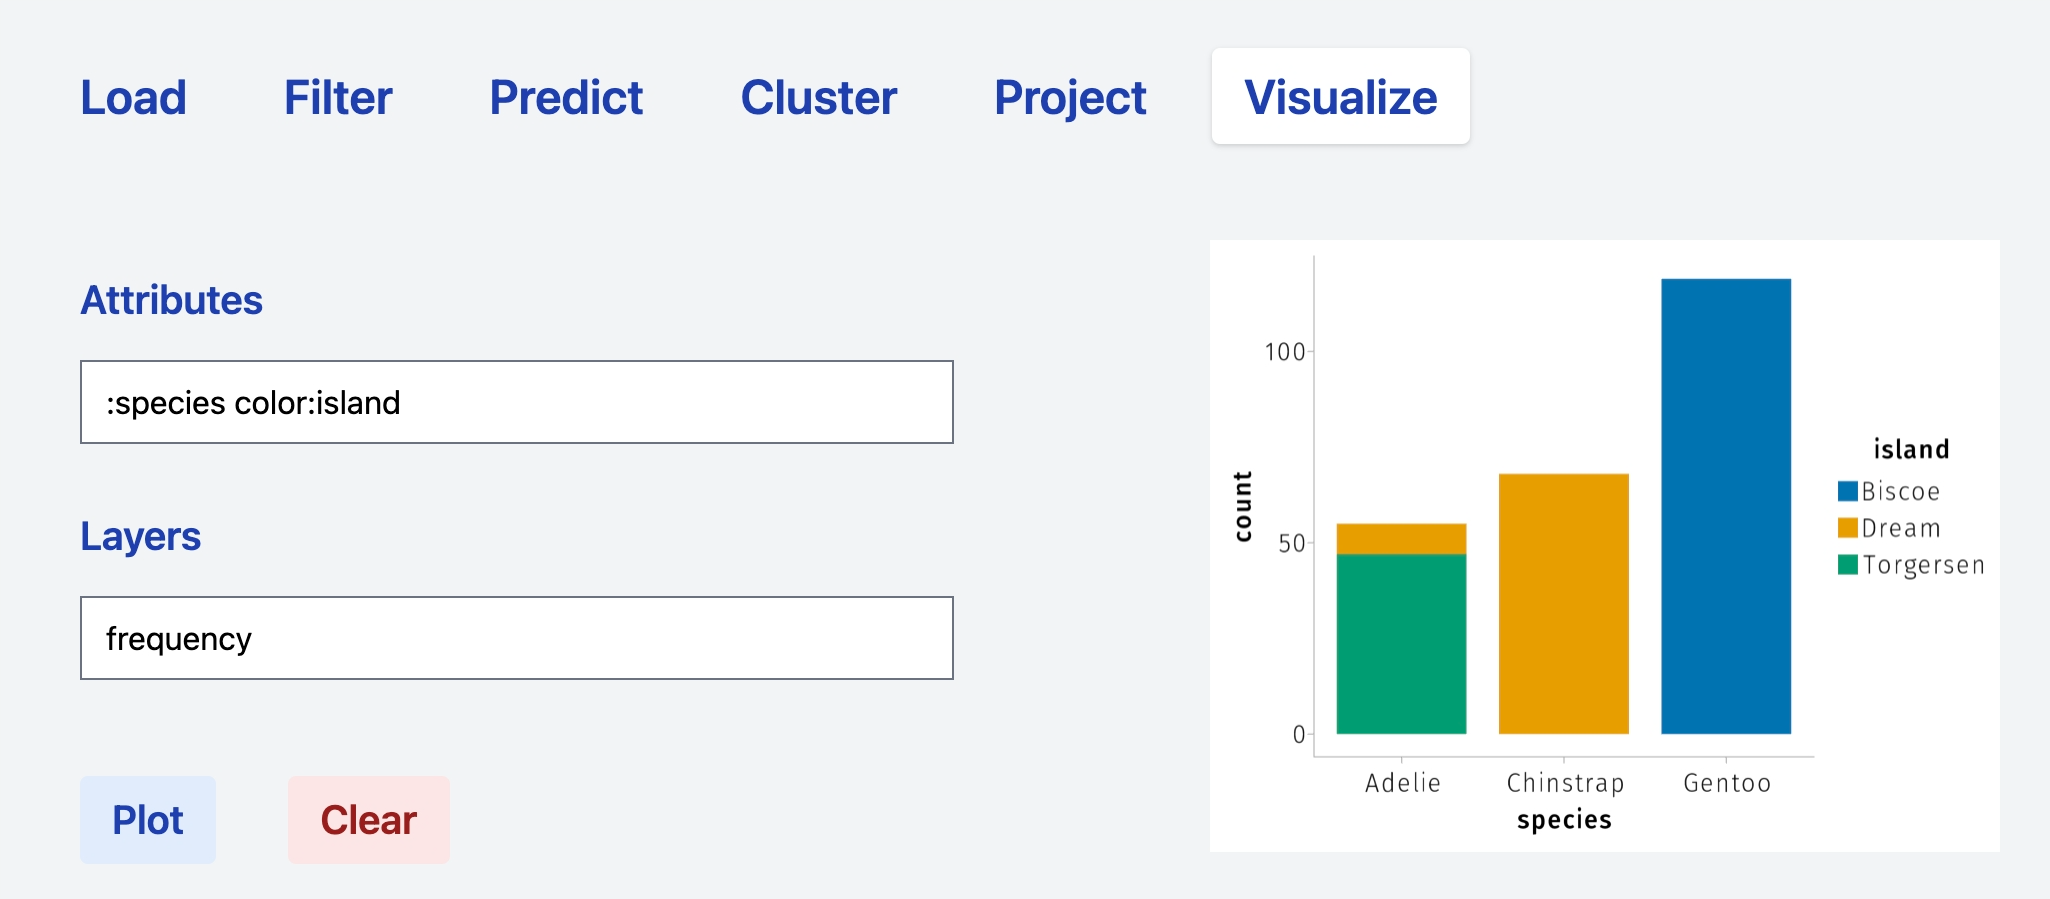 Load Filter Predict Cluster Project Visualize
Attributes
:species color:island
Layers
frequency
Plot Clear
count
100
50
0
Adelie Chinstrap Gentoo
species
island
Biscoe
Dream
Torgersen